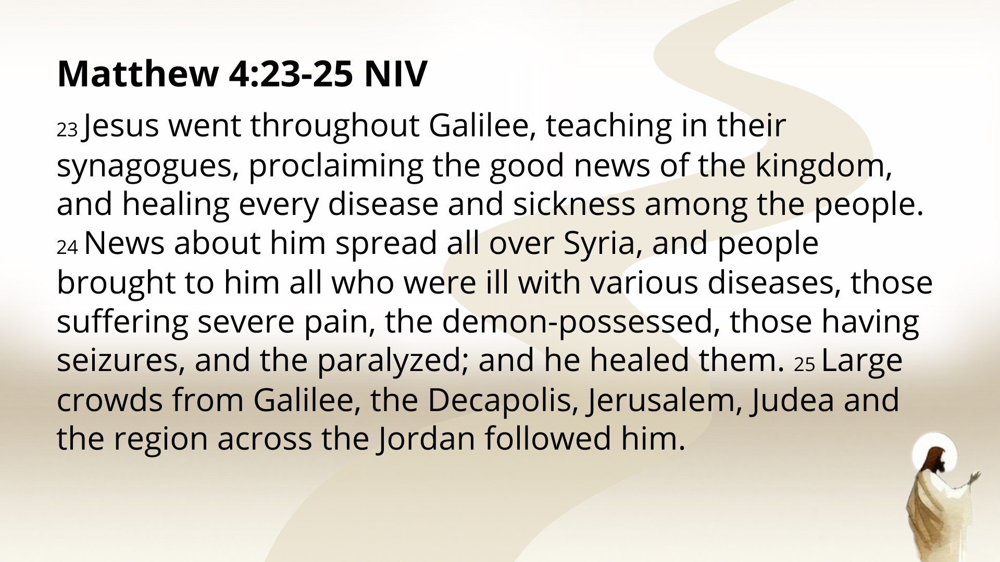 Matthew 4:23-25 NIV
23 Jesus went throughout Galilee, teaching in their
synagogues, proclaiming the good news of the kingdom,
and healing every disease and sickness among the people.
24 News about him spread all over Syria, and people
brought to him all who were ill with various diseases, those
suffering severe pain, the demon-possessed, those having
seizures, and the paralyzed; and he healed them. 25 Large
crowds from Galilee, the Decapolis, Jerusalem, Judea and
the region across the Jordan followed him.